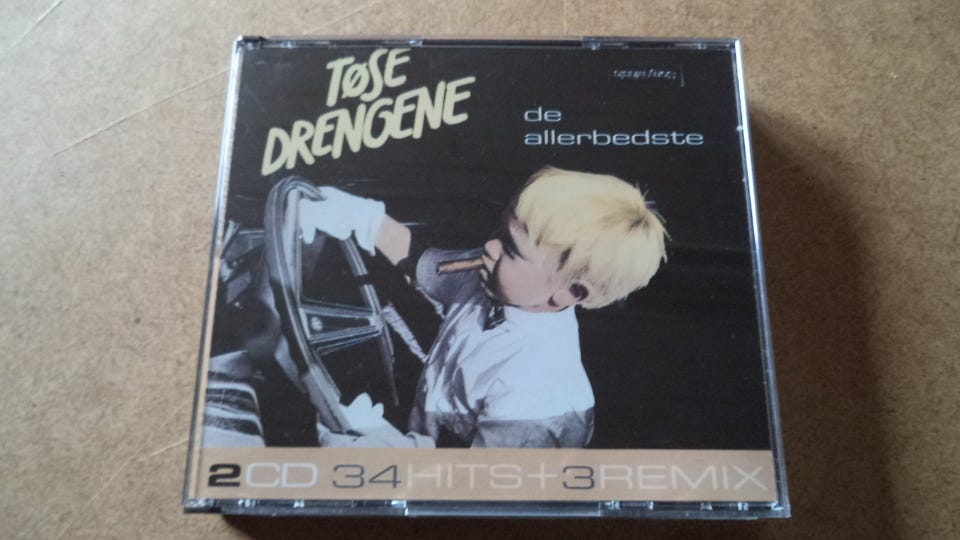 TØSE
DRENGENE
de
allerbedste
2CD 34HITS+3REMIX